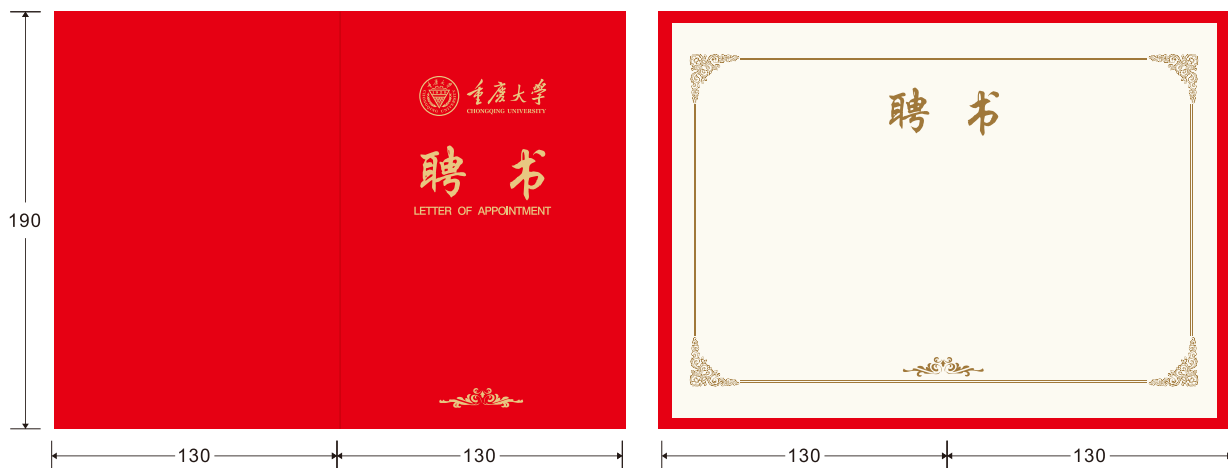 重庆大学
CHONGQING UNIVERSITY
聘 书
LETTER OF APPOINTMENT
190
130
130
聘 书
130
130